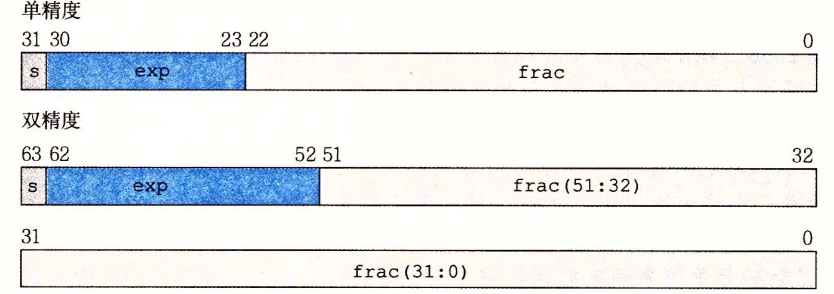 单精度
31 30 23 22 0
s exp frac
双精度
63 62 52 51 32
s exp frac(51:32)
31 0
frac(31:0)